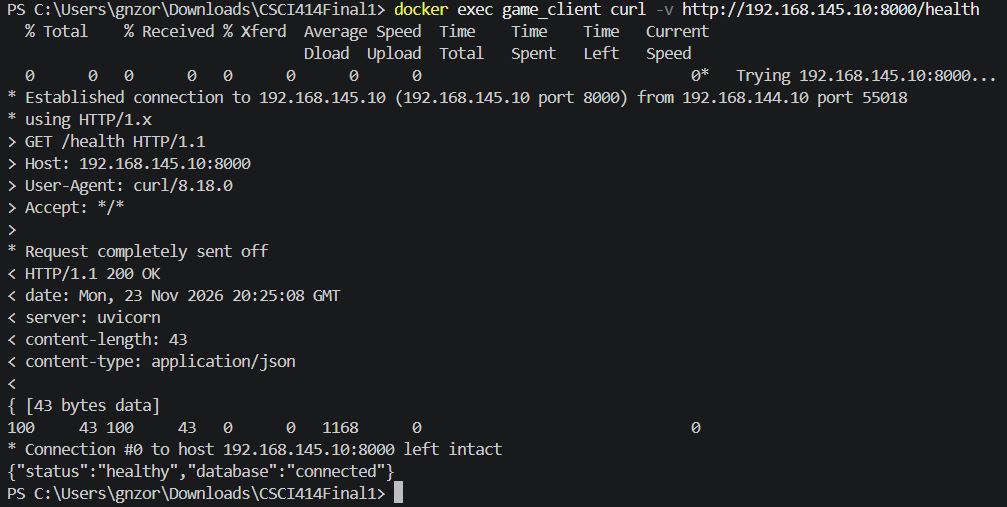 PS C:\Users\gnzor\Downloads\CSCI414Final1> docker exec game_client curl -v http://192.168.145.10:8000/health
  % Total    % Received % Xferd  Average Speed  Time    Time    Time   Current
                                 Dload  Upload  Total   Spent   Left   Speed
  0      0   0      0   0      0      0      0                              0*   Trying 192.168.145.10:8000...
* Established connection to 192.168.145.10 (192.168.145.10 port 8000) from 192.168.144.10 port 55018
* using HTTP/1.x
> GET /health HTTP/1.1
> Host: 192.168.145.10:8000
> User-Agent: curl/8.18.0
> Accept: */*
>
* Request completely sent off
< HTTP/1.1 200 OK
< date: Mon, 23 Nov 2026 20:25:08 GMT
< server: uvicorn
< content-length: 43
< content-type: application/json
<
{ [43 bytes data]
100     43 100     43   0      0   1168      0                              0
* Connection #0 to host 192.168.145.10:8000 left intact
{"status":"healthy","database":"connected"}
PS C:\Users\gnzor\Downloads\CSCI414Final1>